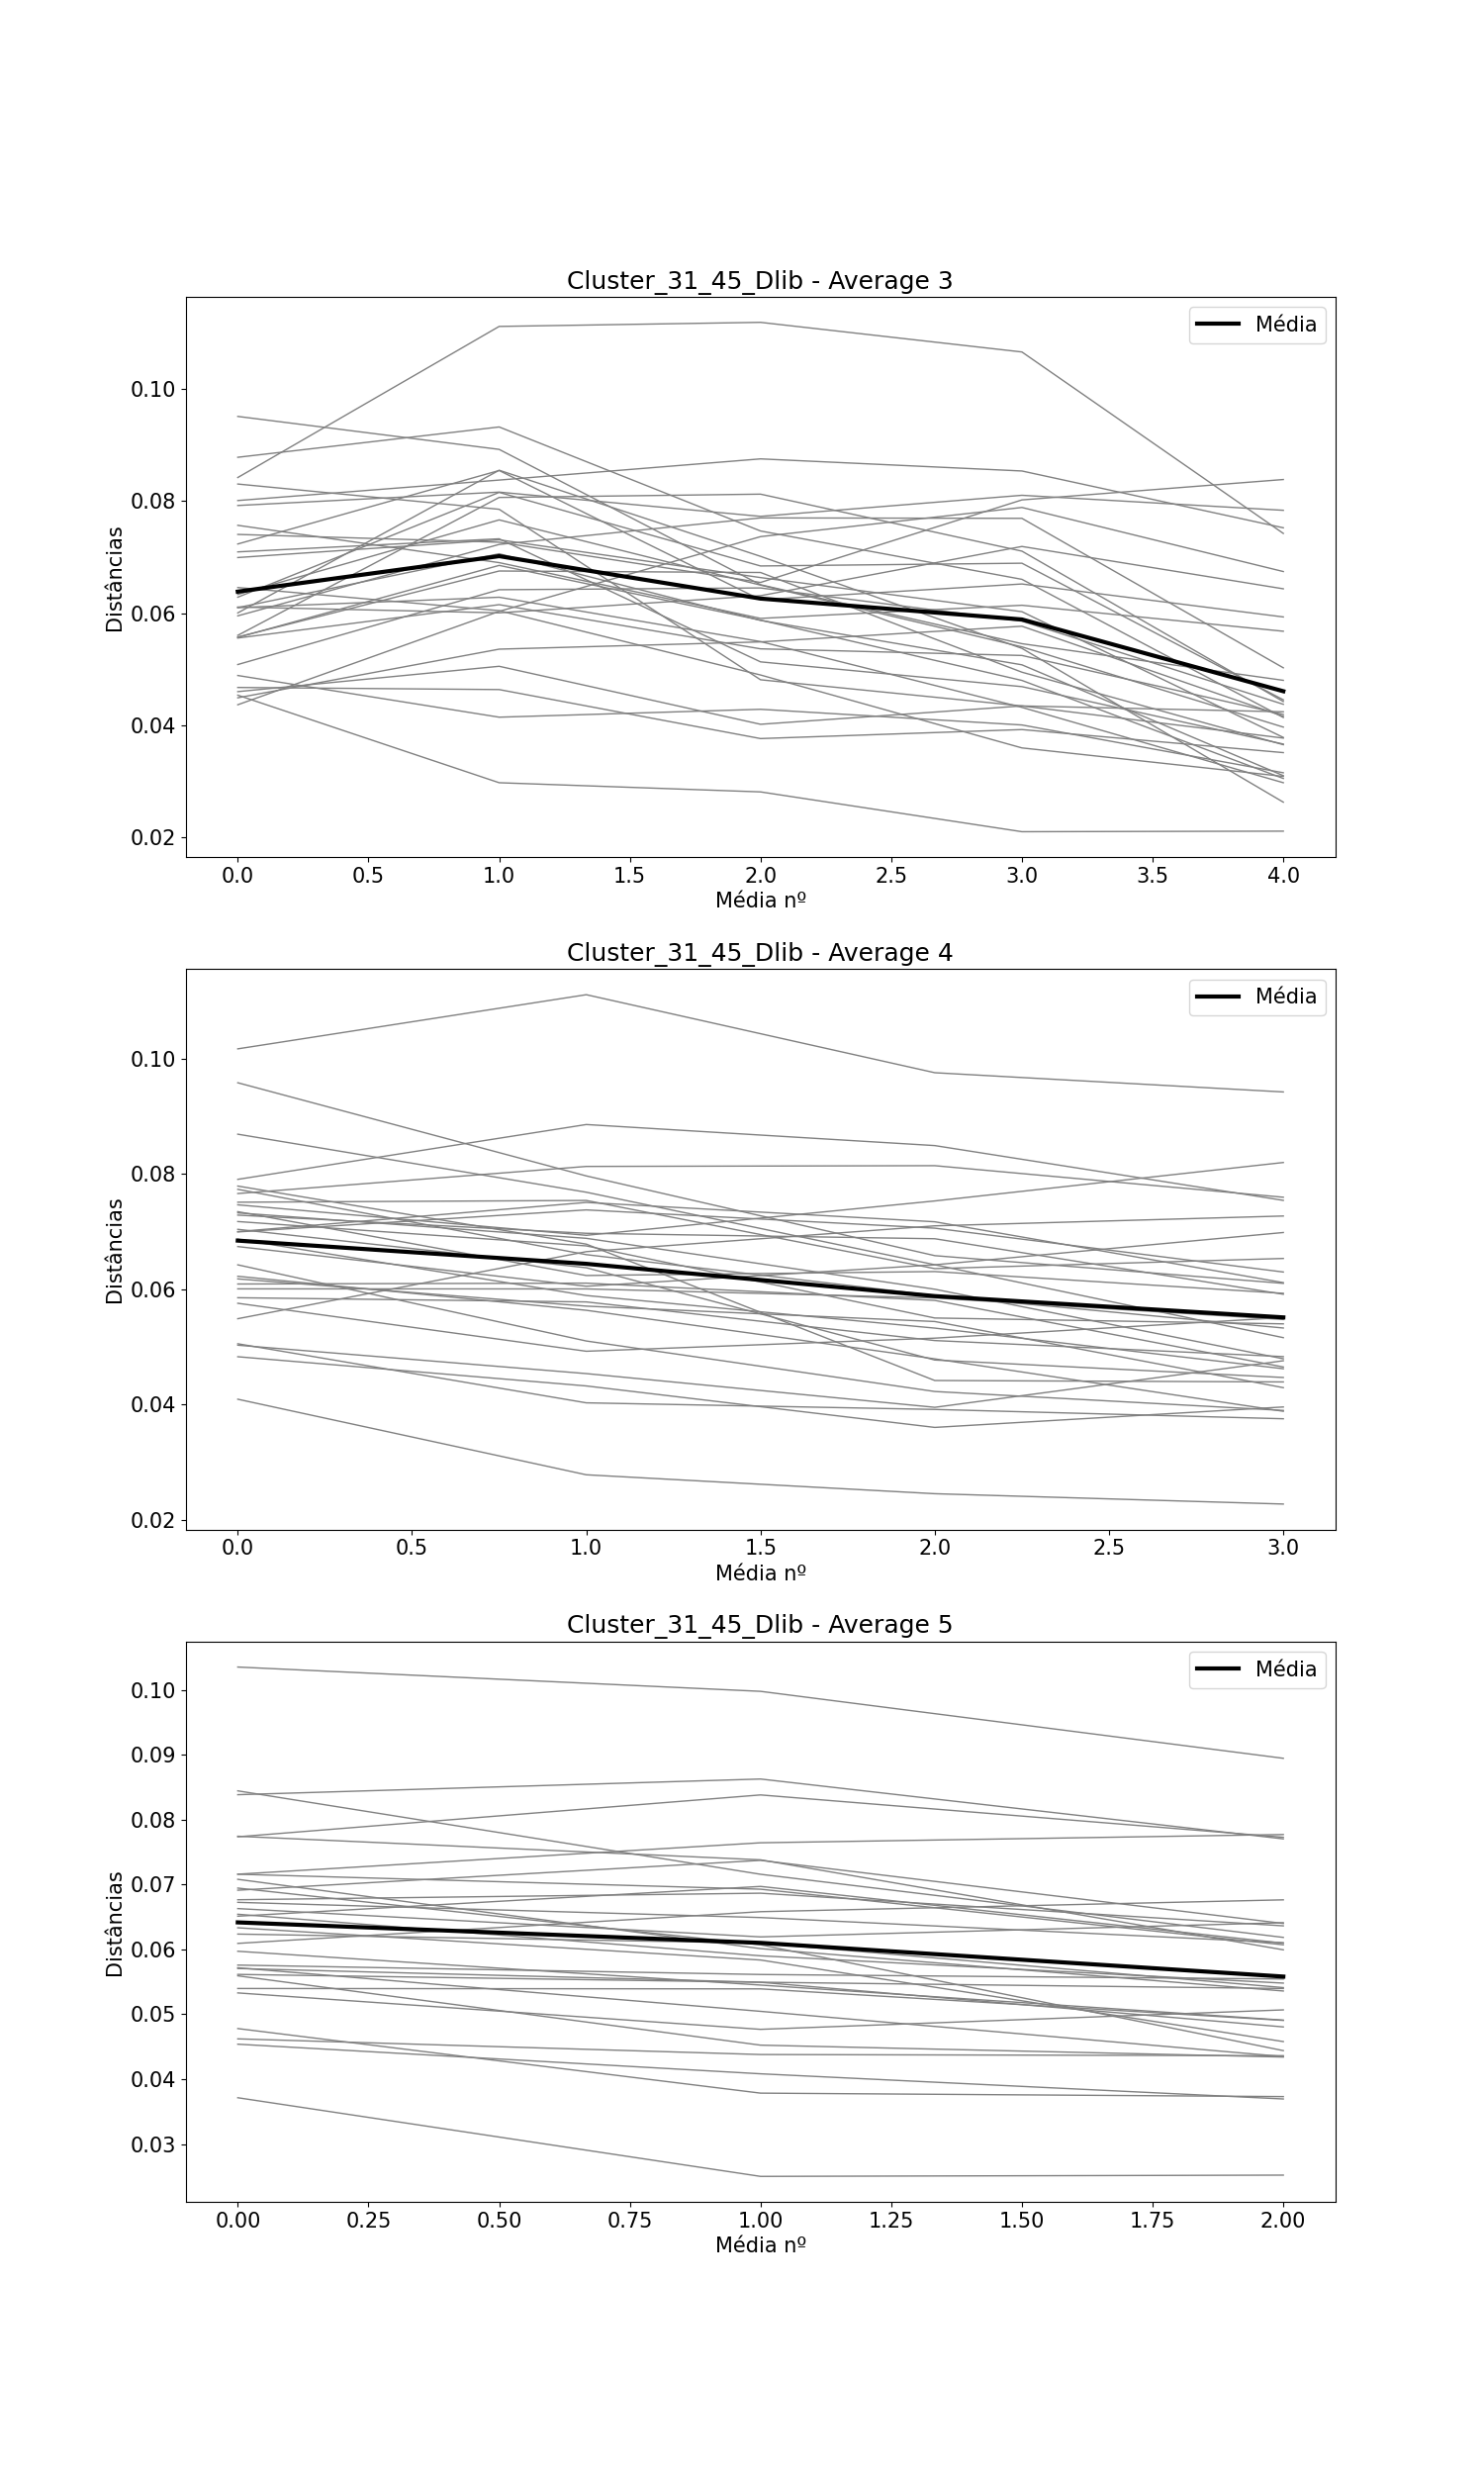 Cluster_31_45_Dlib - Average 3
Média
Distâncias
0.10
0.08
0.06
0.04
0.02
0.0 0.5 1.0 1.5 2.0 2.5 3.0 3.5 4.0
Média nº
Cluster_31_45_Dlib - Average 4
Média
Distâncias
0.10
0.08
0.06
0.04
0.02
0.0 0.5 1.0 1.5 2.0 2.5 3.0
Média nº
Cluster_31_45_Dlib - Average 5
Média
Distâncias
0.10
0.09
0.08
0.07
0.06
0.05
0.04
0.03
0.00 0.25 0.50 0.75 1.00 1.25 1.50 1.75 2.00
Média nº